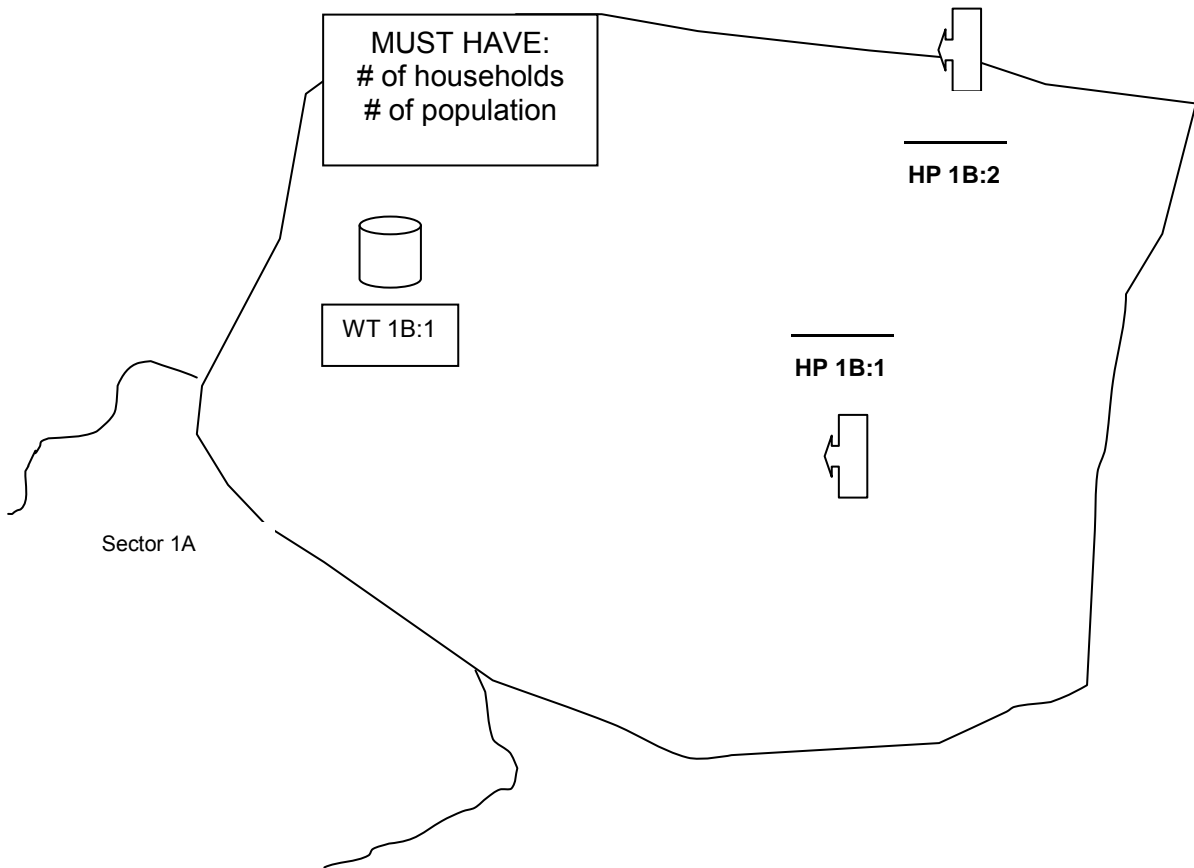 MUST HAVE:
# of households
# of population
HP 1B:2
WT 1B:1
HP 1B:1
Sector 1A